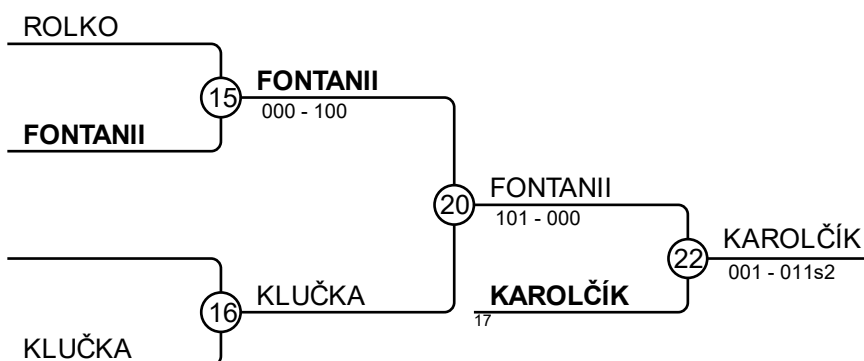 ROLKO
15
FONTANII
000 - 100
FONTANII
20
FONTANII
101 - 000
22
KAROLČÍK
001 - 011s2
16
KLUČKA
KAROLČÍK
17
KLUČKA